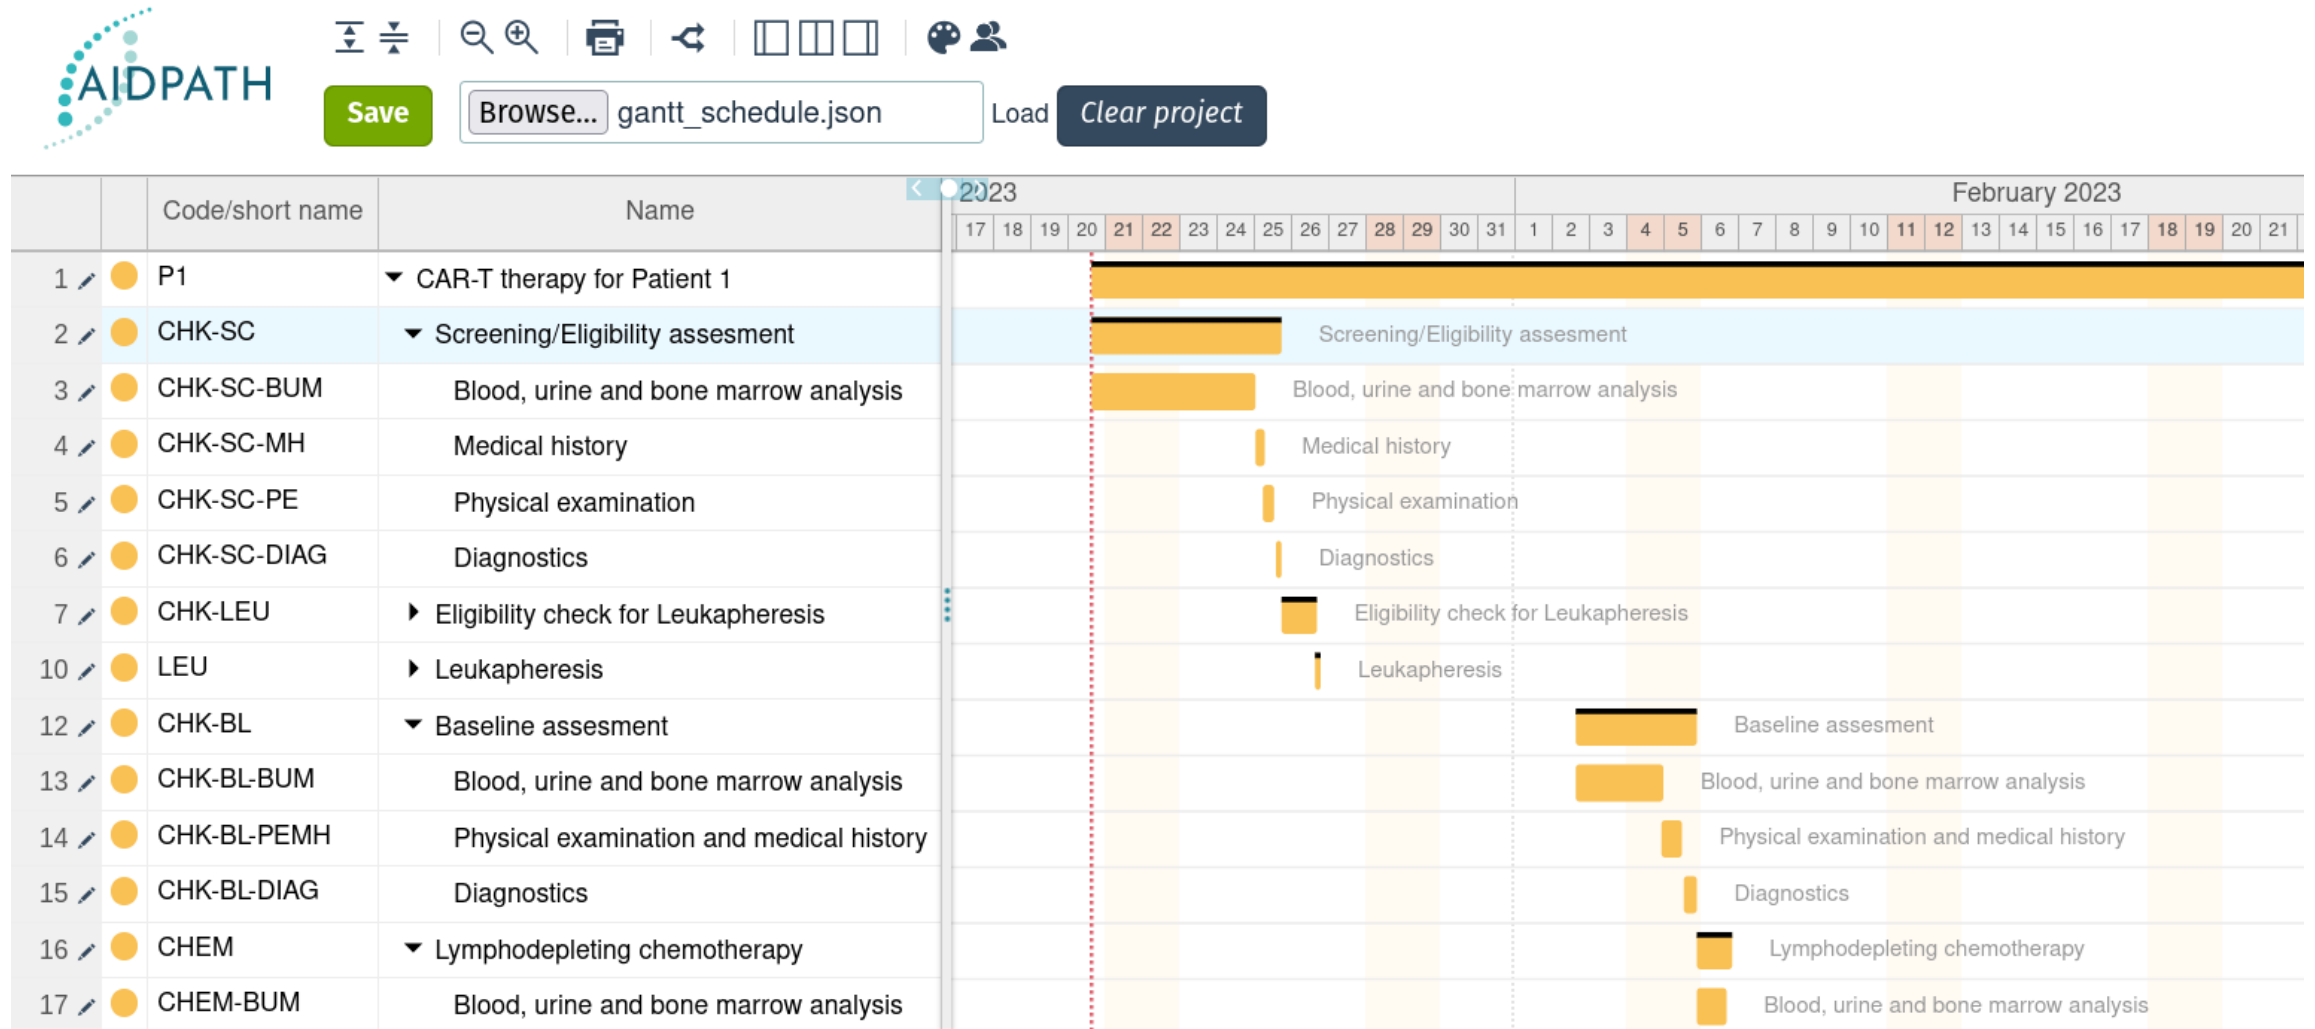 AIDPATH
Save Browse... gantt_schedule.json Load Clear project
Code/short name Name 2023 February 2023
17 18 19 20 21 22 23 24 25 26 27 28 29 30 31 1 2 3 4 5 6 7 8 9 10 11 12 13 14 15 16 17 18 19 20 21
1 P1 CAR-T therapy for Patient 1
2 CHK-SC Screening/Eligibility assesment Screening/Eligibility assesment
3 CHK-SC-BUM Blood, urine and bone marrow analysis Blood, urine and bone marrow analysis
4 CHK-SC-MH Medical history Medical history
5 CHK-SC-PE Physical examination Physical examination
6 CHK-SC-DIAG Diagnostics Diagnostics
7 CHK-LEU Eligibility check for Leukapheresis Eligibility check for Leukapheresis
10 LEU Leukapheresis Leukapheresis
12 CHK-BL Baseline assesment Baseline assesment
13 CHK-BL-BUM Blood, urine and bone marrow analysis Blood, urine and bone marrow analysis
14 CHK-BL-PEMH Physical examination and medical history Physical examination and medical history
15 CHK-BL-DIAG Diagnostics Diagnostics
16 CHEM Lymphodepleting chemotherapy Lymphodepleting chemotherapy
17 CHEM-BUM Blood, urine and bone marrow analysis Blood, urine and bone marrow analysis